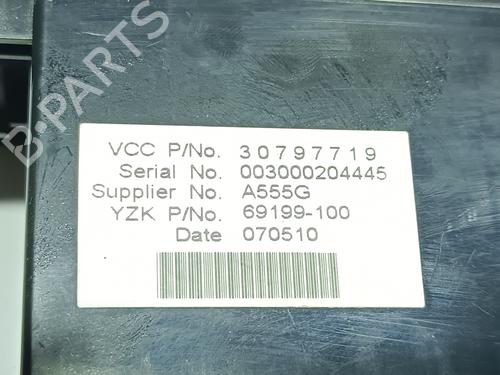 B-PARTS
VCC P/No. 30797719
Serial No. 003000204445
Supplier No. A555G
YZK P/No. 69199-100
Date 070510